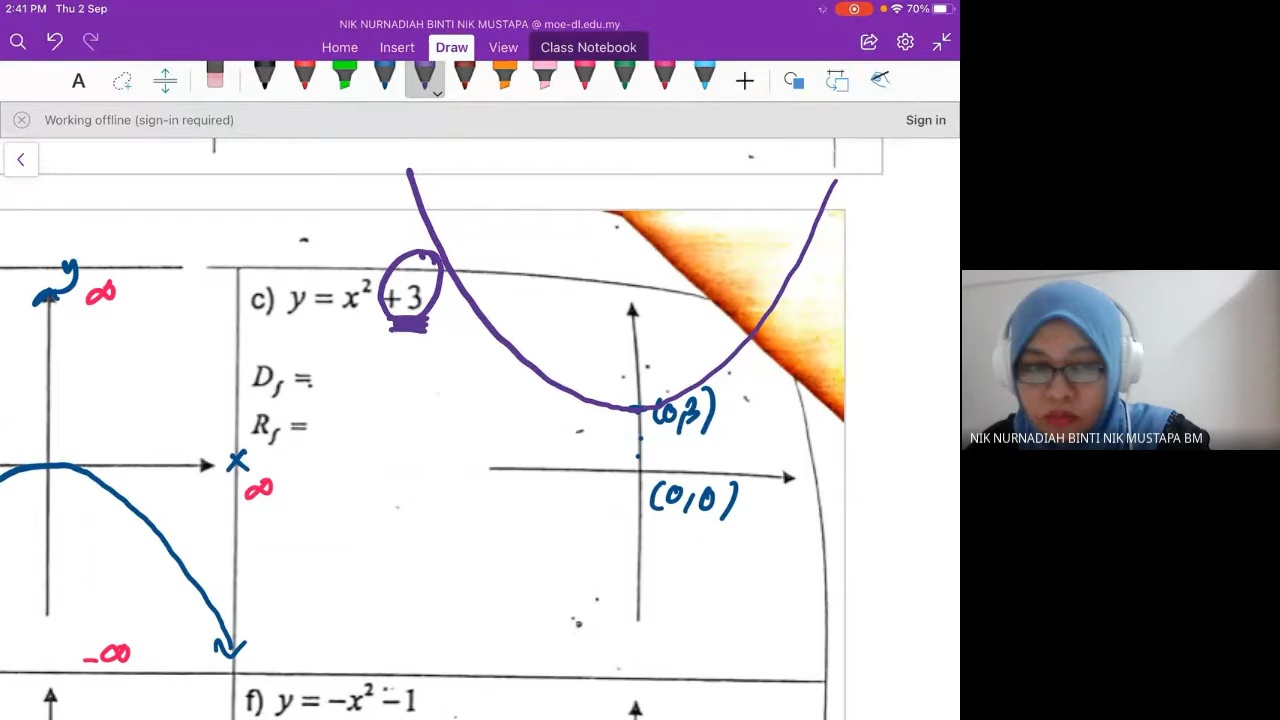 2:41 PM Thu 2 Sep
70%
NIK NURNADIAH BINTI NIK MUSTAPA @ moe-dl.edu.my
Home Insert Draw View Class Notebook
A
Working offline (sign-in required)
Sign in
y
∞
c) y = x² + 3
D_f =
R_f =
(0,3)
x
∞
(0,0)
-∞
f) y = -x² - 1
NIK NURNADIAH BINTI NIK MUSTAPA BM